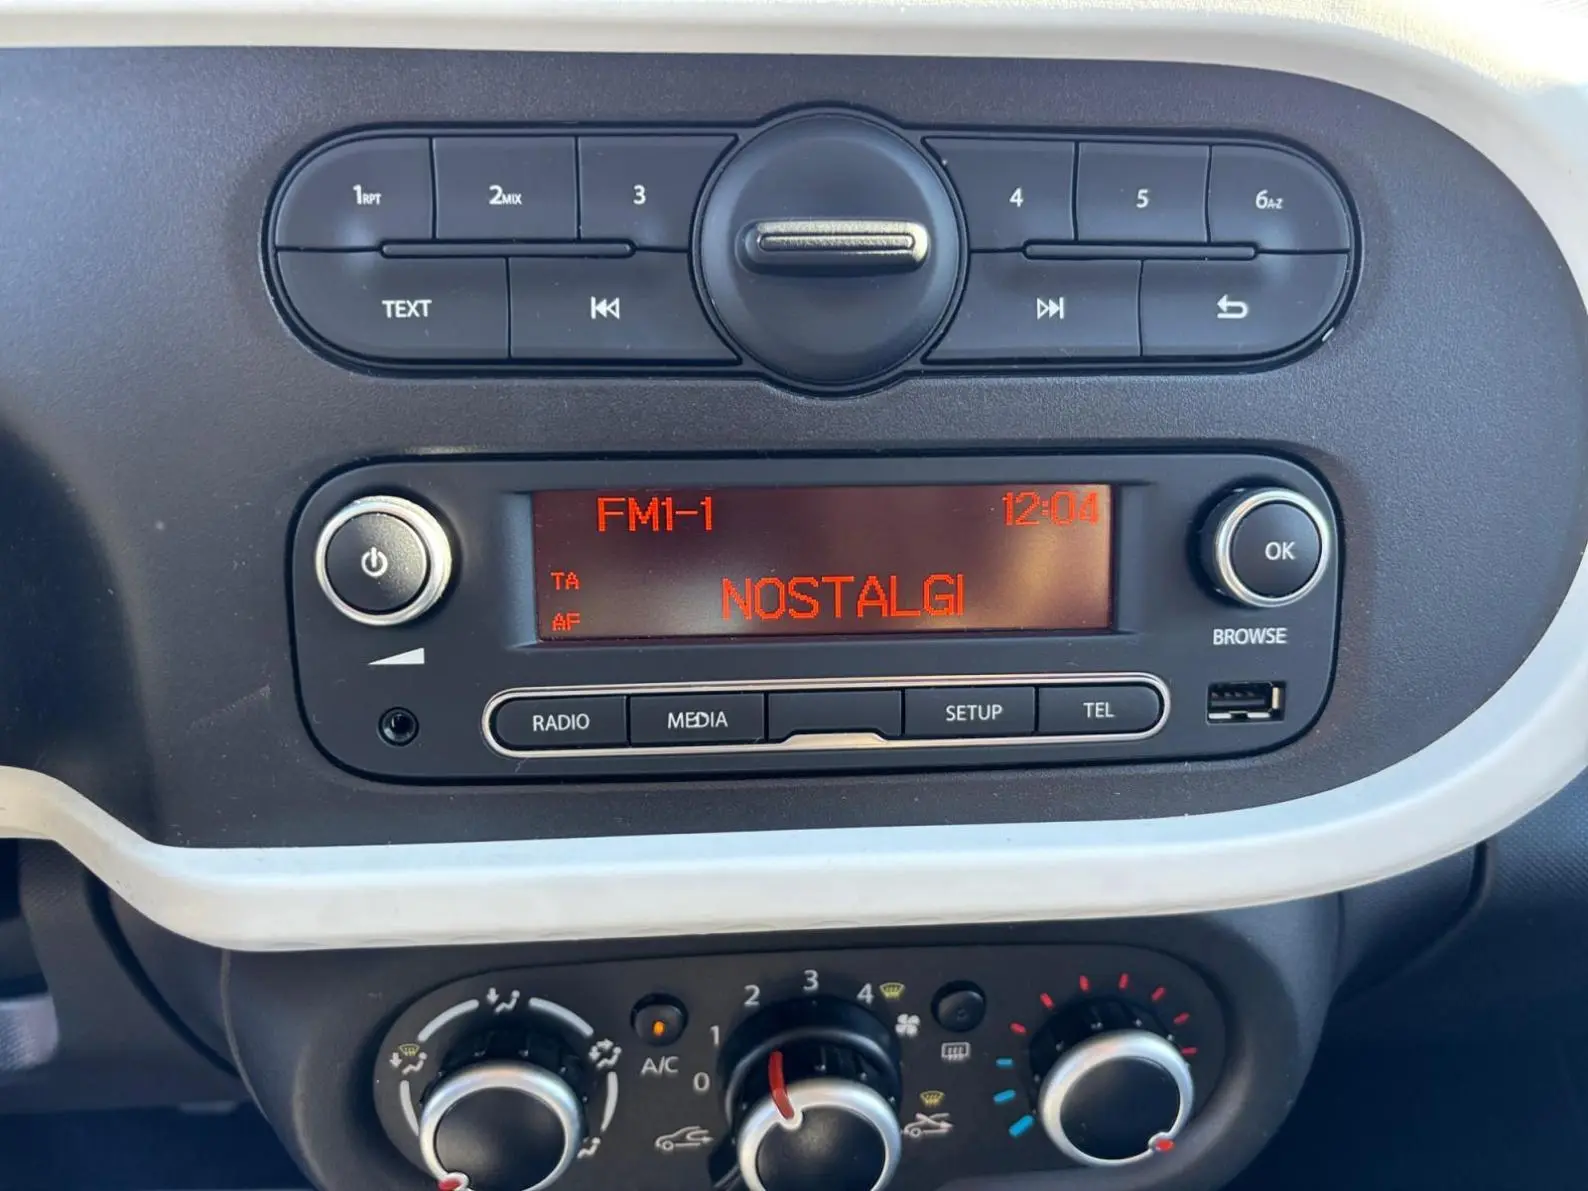 1RPT 2MIX 3 4 5 6A-Z
TEXT
FM1-1 12:04
TA
NOSTALGI
AF
OK
BROWSE
RADIO MEDIA SETUP TEL
0 1 2 3 4
A/C